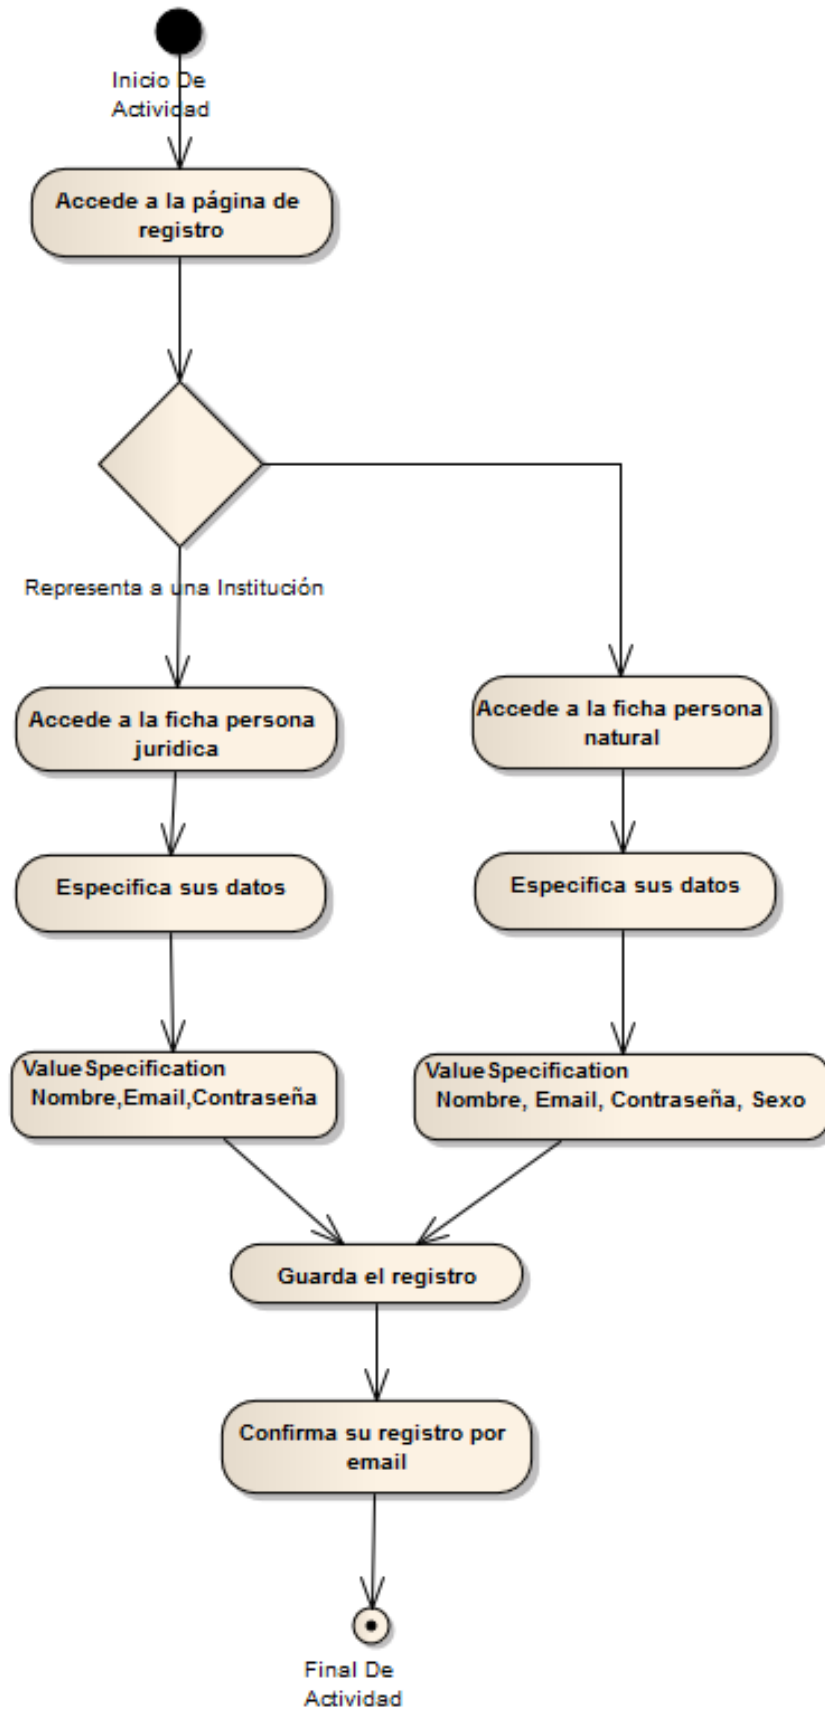 Inicio De
Actividad
Accede a la página de
registro
Representa a una Institución
Accede a la ficha persona
juridica
Accede a la ficha persona
natural
Especifica sus datos
Especifica sus datos
ValueSpecification
Nombre,Email,Contraseña
ValueSpecification
Nombre, Email, Contraseña, Sexo
Guarda el registro
Confirma su registro por
email
Final De
Actividad